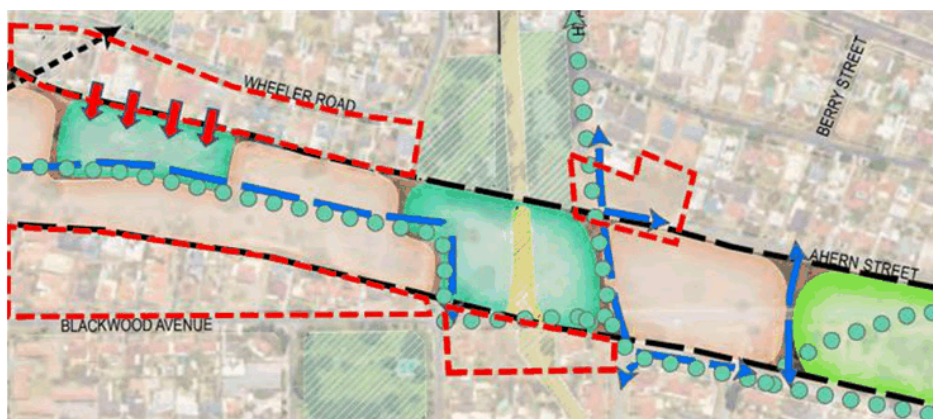 WHEELER ROAD
BERRY STREET
AHERN STREET
BLACKWOOD AVENUE